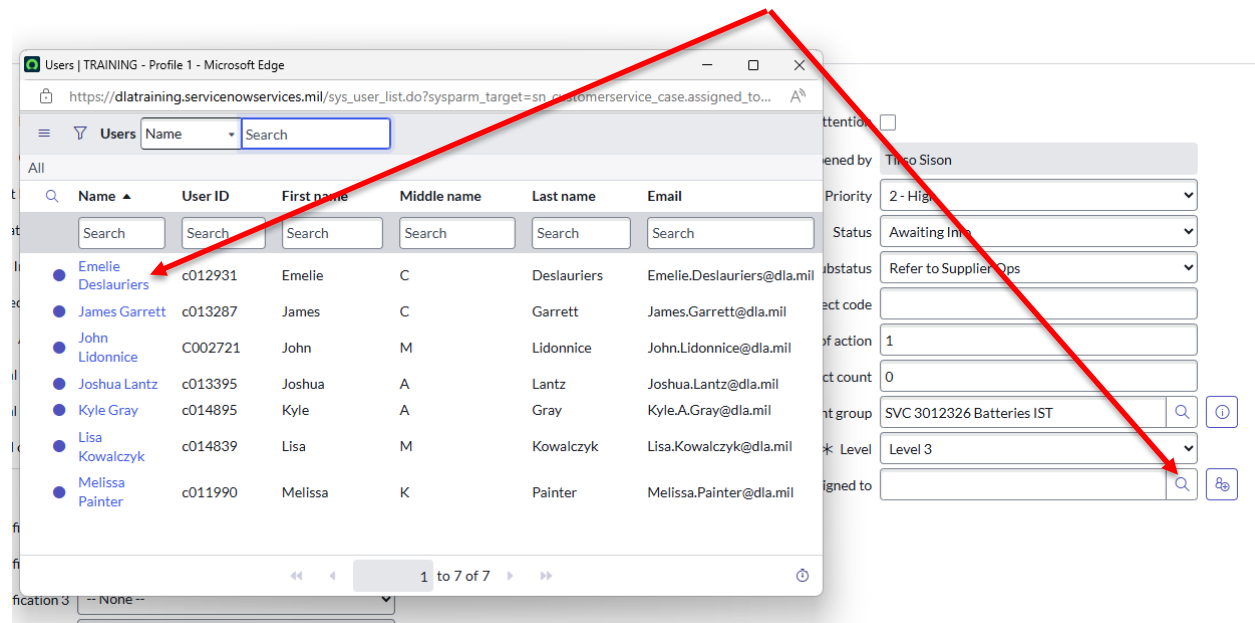 Users | TRAINING - Profile 1 - Microsoft Edge
https://dlatraining.servicenowservices.mil/sys_user_list.do?sysparm_target=sn_customerservice_case.assigned_to...
Users Name Search
All
Name User ID First name Middle name Last name Email
Search Search Search Search Search Search
Emelie Deslauriers c012931 Emelie C Deslauriers Emelie.Deslauriers@dla.mil
James Garrett c013287 James C Garrett James.Garrett@dla.mil
John Lidonnice C002721 John M Lidonnice John.Lidonnice@dla.mil
Joshua Lantz c013395 Joshua A Lantz Joshua.Lantz@dla.mil
Kyle Gray c014895 Kyle A Gray Kyle.A.Gray@dla.mil
Lisa Kowalczyk c014839 Lisa M Kowalczyk Lisa.Kowalczyk@dla.mil
Melissa Painter c011990 Melissa K Painter Melissa.Painter@dla.mil
1 to 7 of 7
fication 3 -- None --
ttention
ened by Tirso Sison
Priority 2 - High
Status Awaiting Info
ubstatus Refer to Supplier Ops
ect code
of action 1
ct count 0
nt group SVC 3012326 Batteries IST
Level Level 3
igned to